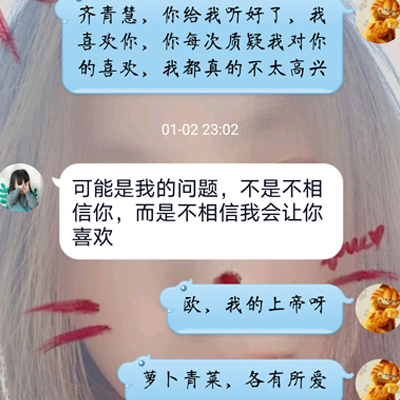 齐青慧，你给我听好了，我
喜欢你，你每次质疑我对你
的喜欢，我都真的不太高兴
01-02 23:02
可能是我的问题，不是不相
信你，而是不相信我会让你
喜欢
欧，我的上帝呀
萝卜青菜，各有所爱